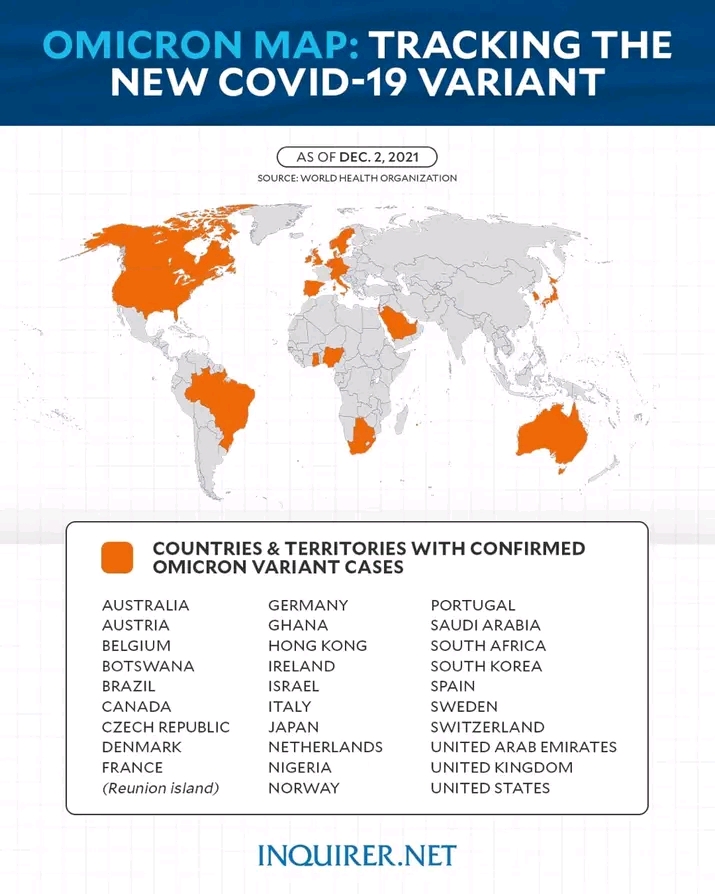 OMICRON MAP: TRACKING THE
NEW COVID-19 VARIANT
AS OF DEC. 2, 2021
SOURCE: WORLD HEALTH ORGANIZATION
COUNTRIES & TERRITORIES WITH CONFIRMED
OMICRON VARIANT CASES
AUSTRALIA
AUSTRIA
BELGIUM
BOTSWANA
BRAZIL
CANADA
CZECH REPUBLIC
DENMARK
FRANCE
(Reunion island)
GERMANY
GHANA
HONG KONG
IRELAND
ISRAEL
ITALY
JAPAN
NETHERLANDS
NIGERIA
NORWAY
PORTUGAL
SAUDI ARABIA
SOUTH AFRICA
SOUTH KOREA
SPAIN
SWEDEN
SWITZERLAND
UNITED ARAB EMIRATES
UNITED KINGDOM
UNITED STATES
INQUIRER.NET